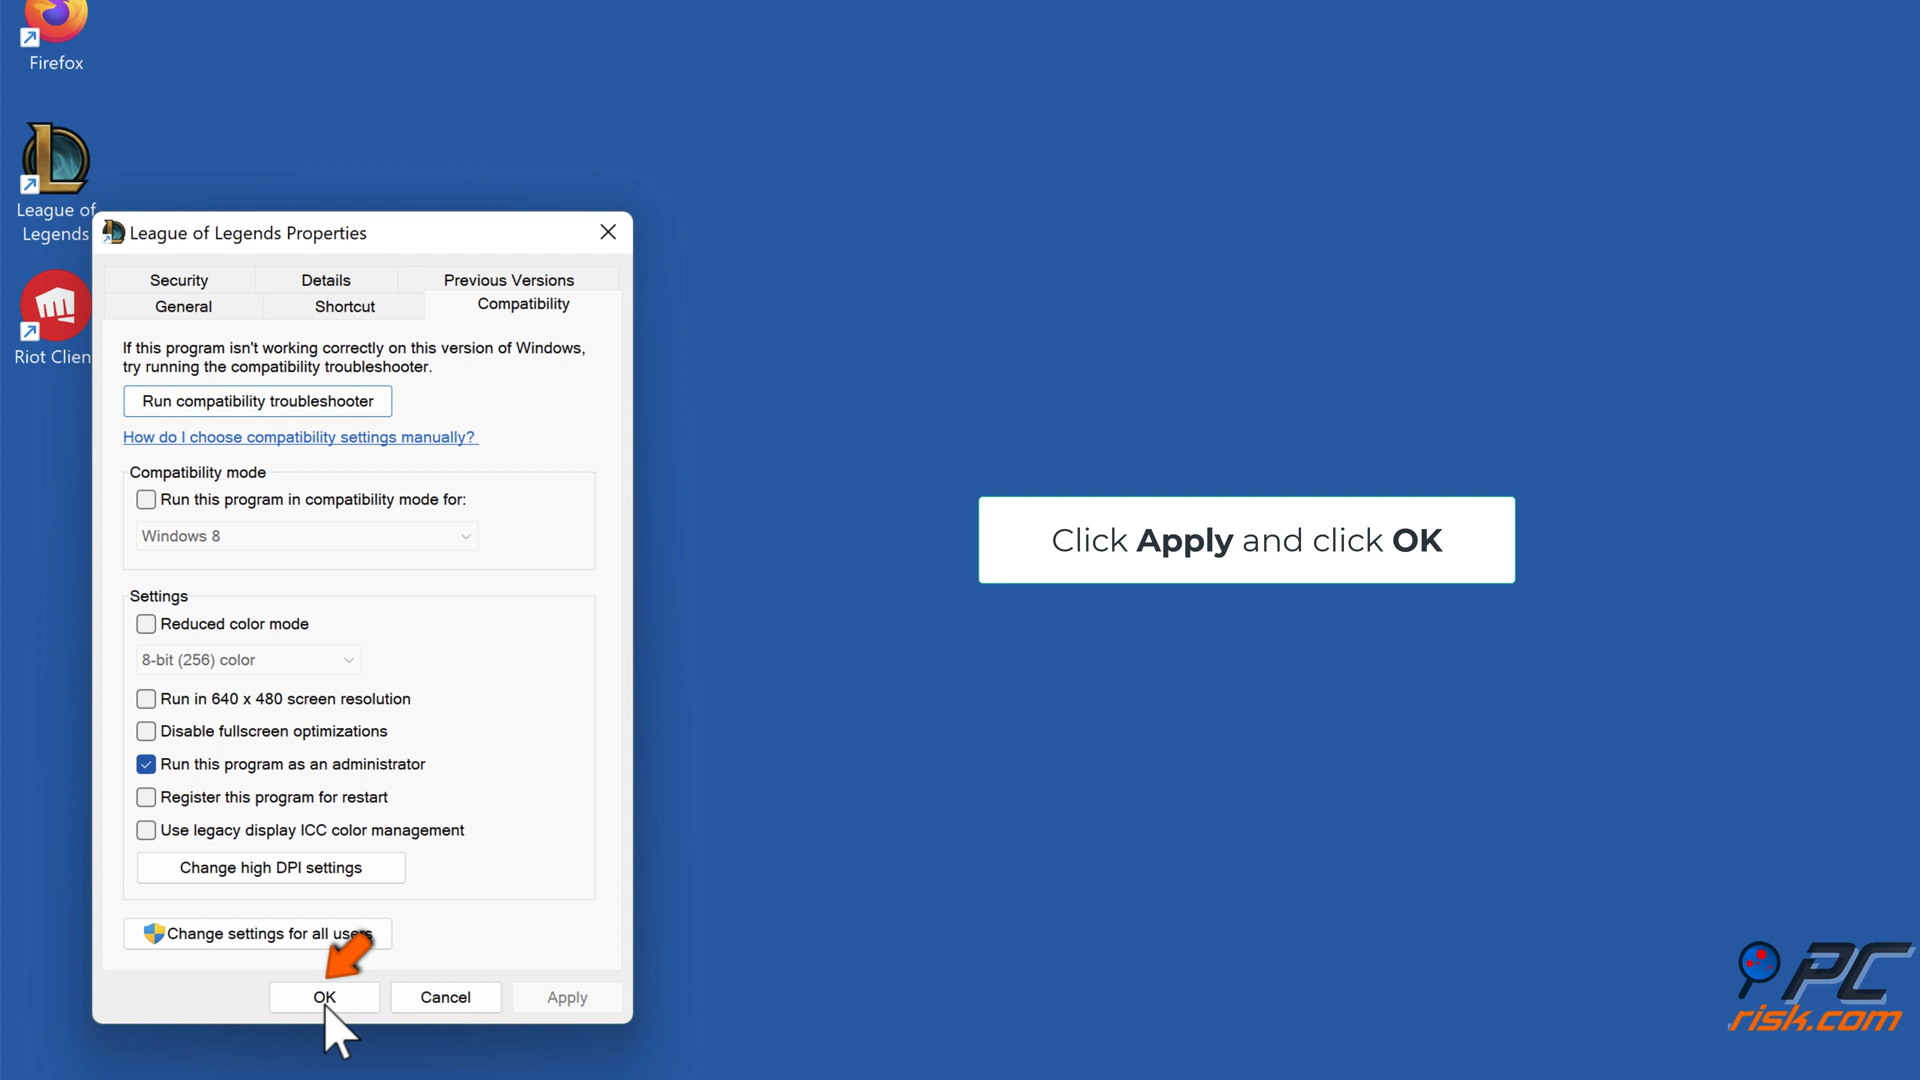 Firefox
League of
Legends
Riot Clien
League of Legends Properties
Security
Details
Previous Versions
General
Shortcut
Compatibility
If this program isn't working correctly on this version of Windows,
try running the compatibility troubleshooter.
Run compatibility troubleshooter
How do I choose compatibility settings manually?
Compatibility mode
Run this program in compatibility mode for:
Windows 8
Settings
Reduced color mode
8-bit (256) color
Run in 640 x 480 screen resolution
Disable fullscreen optimizations
Run this program as an administrator
Register this program for restart
Use legacy display ICC color management
Change high DPI settings
Change settings for all users
OK
Cancel
Apply
Click Apply and click OK
PC
risk.com